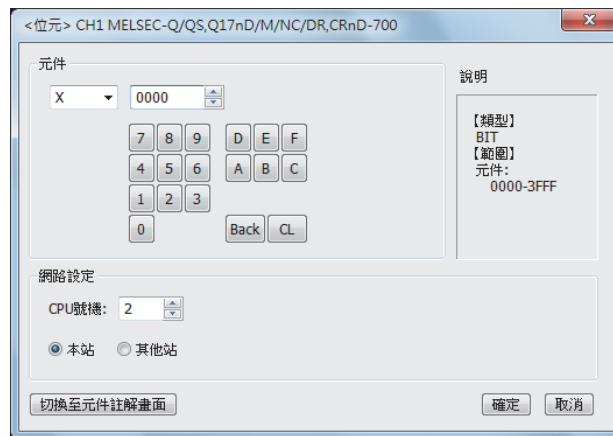 <位元> CH1 MELSEC-Q/QS,Q17nD/M/NC/DR,CRnD-700
元件
X 0000
7 8 9 D E F
4 5 6 A B C
1 2 3
0 Back CL
說明
【類型】
BIT
【範圍】
元件:
0000-3FFF
網路設定
CPU號機: 2
本站 其他站
切換至元件註解畫面 確定 取消